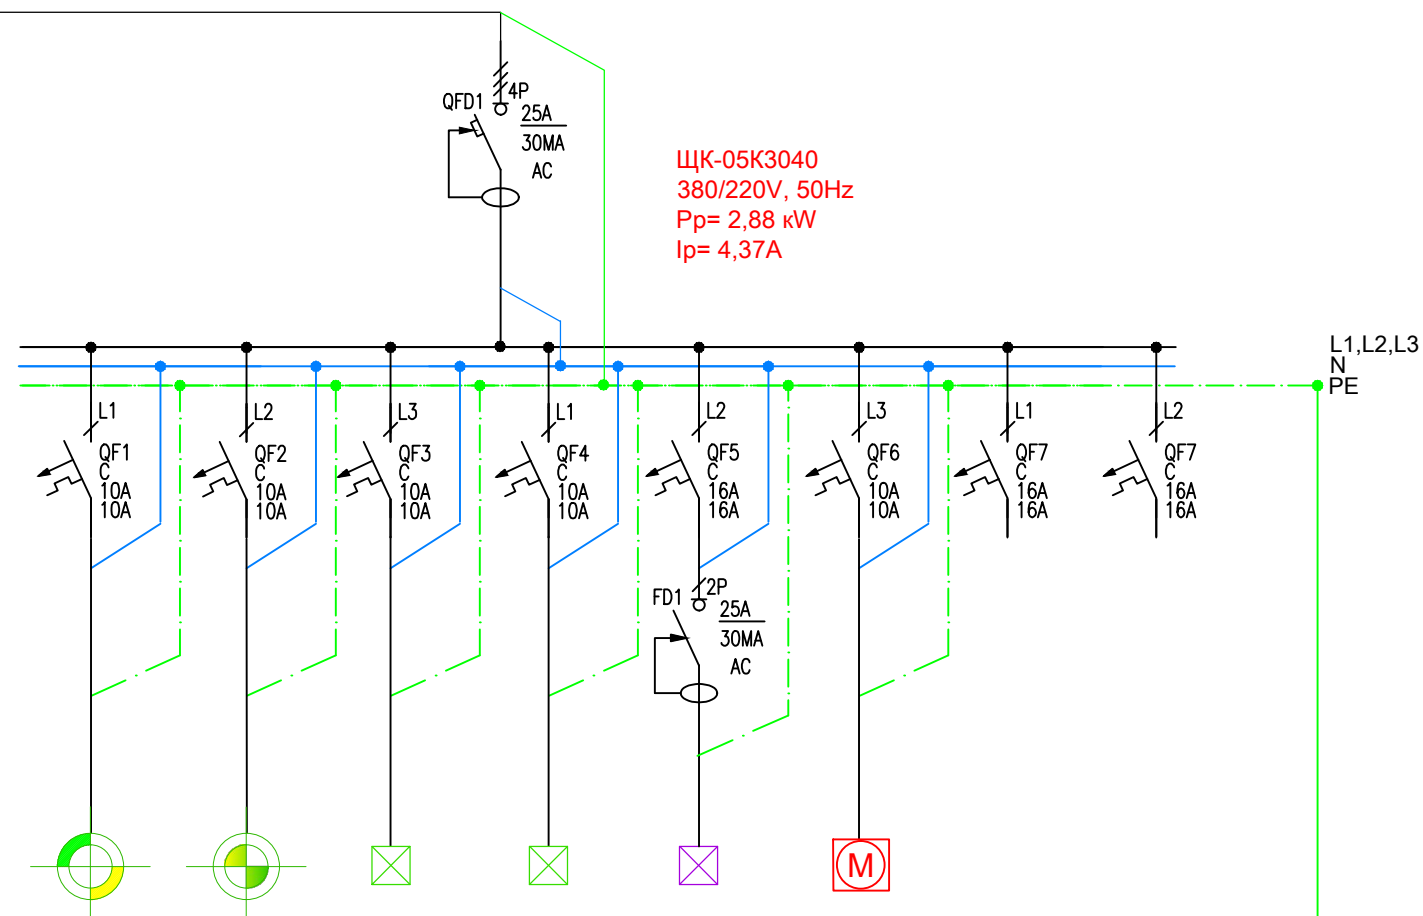 4P
QFD1
25A
30MA
AC
ЩК-05К3040
380/220V, 50Hz
Pp= 2,88 кW
Ip= 4,37A
L1,L2,L3
N
PE
L1
QF1
C
10A
10A
L2
QF2
C
10A
10A
L3
QF3
C
10A
10A
L1
QF4
C
10A
10A
L2
QF5
C
16A
16A
L3
QF6
C
10A
10A
L1
QF7
C
16A
16A
L2
QF7
C
16A
16A
2P
FD1
25A
30MA
AC
M